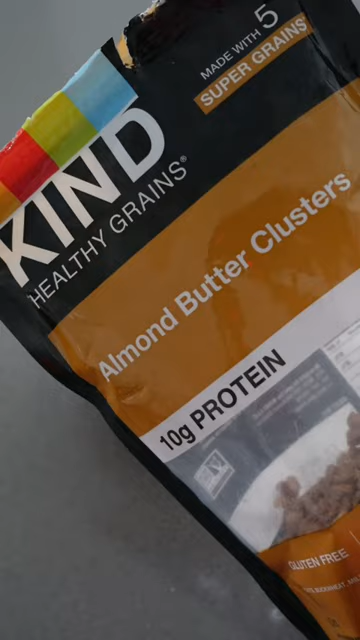 KIND
HEALTHY GRAINS®
MADE WITH 5
SUPER GRAINS
Almond Butter Clusters
10g PROTEIN
GLUTEN FREE